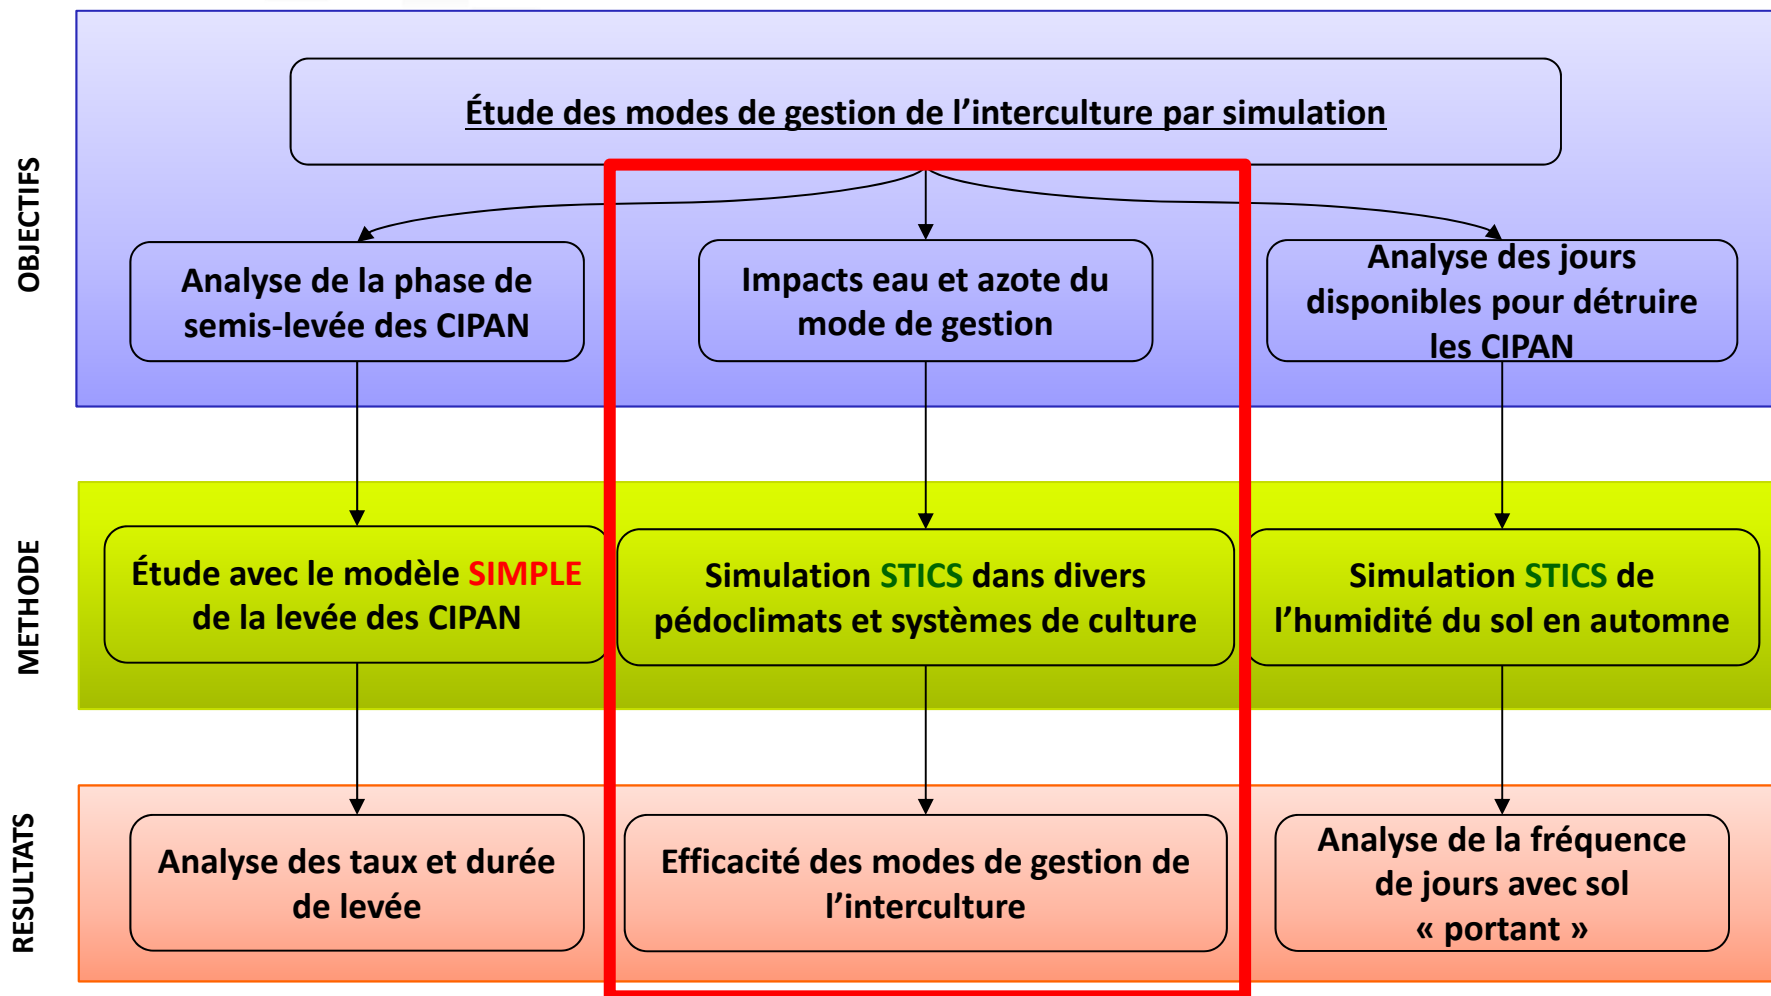 OBJECTIFS
Étude des modes de gestion de l’interculture par simulation
Analyse de la phase de
semis-levée des CIPAN
Impacts eau et azote du
mode de gestion
Analyse des jours
disponibles pour détruire
les CIPAN
METHODE
Étude avec le modèle SIMPLE
de la levée des CIPAN
Simulation STICS dans divers
pédoclimats et systèmes de culture
Simulation STICS de
l’humidité du sol en automne
RESULTATS
Analyse des taux et durée
de levée
Efficacité des modes de gestion de
l’interculture
Analyse de la fréquence
de jours avec sol
« portant »